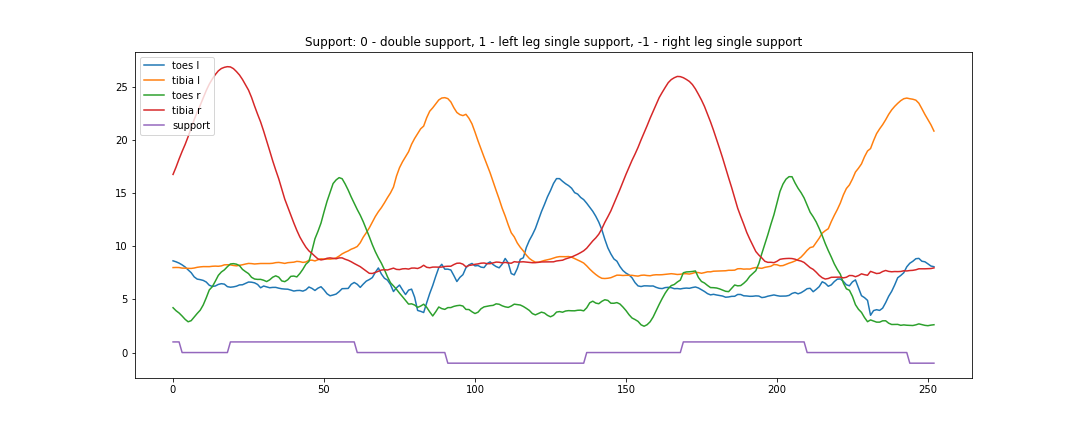 Support: 0 - double support, 1 - left leg single support, -1 - right leg single support
toes l
tibia l
toes r
tibia r
support
25
20
15
10
5
0
0 50 100 150 200 250